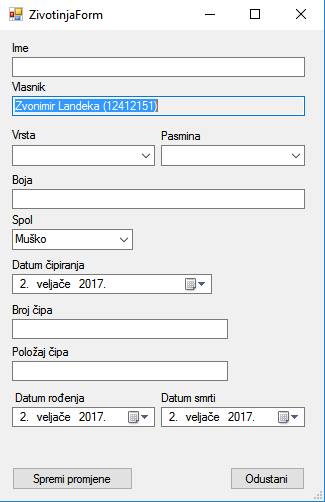 ZivotinjaForm
Ime
Vlasnik
Zvonimir Landeka (12412151)
Vrsta Pasmina
Boja
Spol
Muško
Datum čipiranja
2. veljače 2017.
Broj čipa
Položaj čipa
Datum rođenja Datum smrti
2. veljače 2017. 2. veljače 2017.
Spremi promjene Odustani